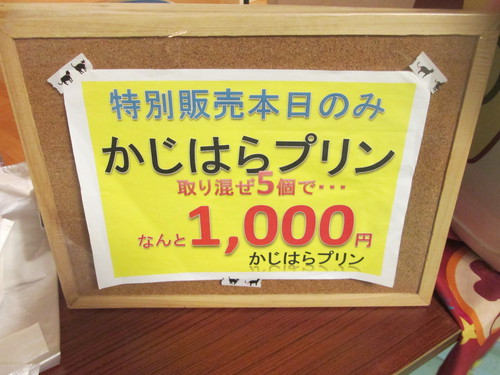 特別販売本日のみ
かじはらプリン
取り混ぜ5個で・・・
なんと1,000円
かじはらプリン